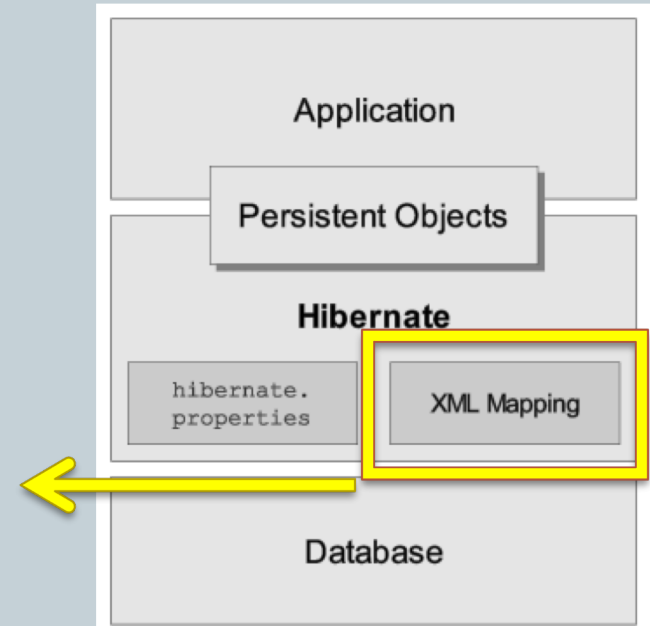 Application
Persistent Objects
Hibernate
hibernate.
properties
XML Mapping
Database